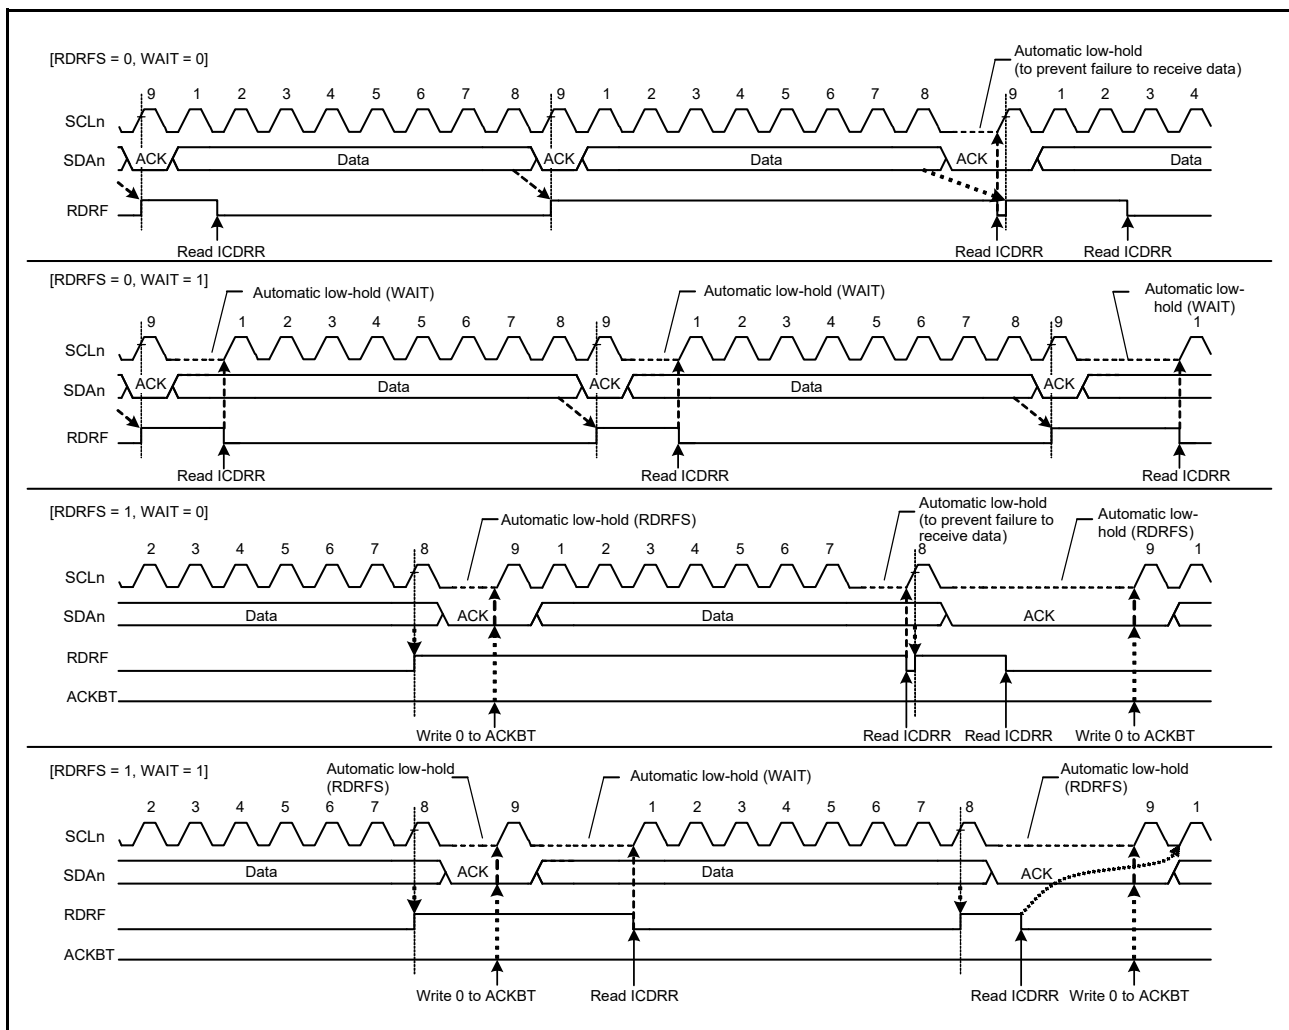 [RDRFS = 0, WAIT = 0]
Automatic low-hold
(to prevent failure to receive data)
9 1 2 3 4 5 6 7 8 9 1 2 3 4 5 6 7 8 9 1 2 3 4
SCLn
SDAn ACK Data ACK Data ACK Data
RDRF
Read ICDRR Read ICDRR Read ICDRR
[RDRFS = 0, WAIT = 1]
Automatic low-hold (WAIT) Automatic low-hold (WAIT) Automatic low-
hold (WAIT)
9 1 2 3 4 5 6 7 8 9 1 2 3 4 5 6 7 8 9 1
SCLn
SDAn ACK Data ACK Data ACK
RDRF
Read ICDRR Read ICDRR Read ICDRR
[RDRFS = 1, WAIT = 0]
Automatic low-hold (RDRFS)
Automatic low-hold
(to prevent failure to
receive data)
Automatic low-
hold (RDRFS)
2 3 4 5 6 7 8 9 1 2 3 4 5 6 7 8 9 1
SCLn
SDAn Data ACK Data ACK
RDRF
ACKBT
Write 0 to ACKBT Read ICDRR Read ICDRR Write 0 to ACKBT
[RDRFS = 1, WAIT = 1]
Automatic low-hold
(RDRFS)
Automatic low-hold (WAIT)
Automatic low-hold
(RDRFS)
2 3 4 5 6 7 8 9 1 2 3 4 5 6 7 8 9 1
SCLn
SDAn Data ACK Data ACK
RDRF
ACKBT
Write 0 to ACKBT Read ICDRR Read ICDRR Write 0 to ACKBT